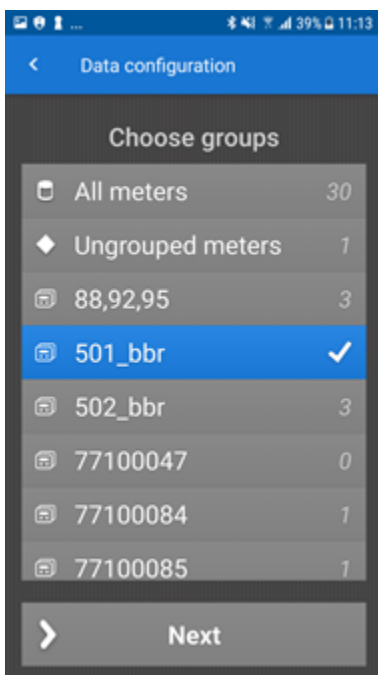 ... 39% 11:13
Data configuration
Choose groups
All meters 30
Ungrouped meters 1
88,92,95 3
501_bbr
502_bbr 3
77100047 0
77100084 1
77100085 1
Next